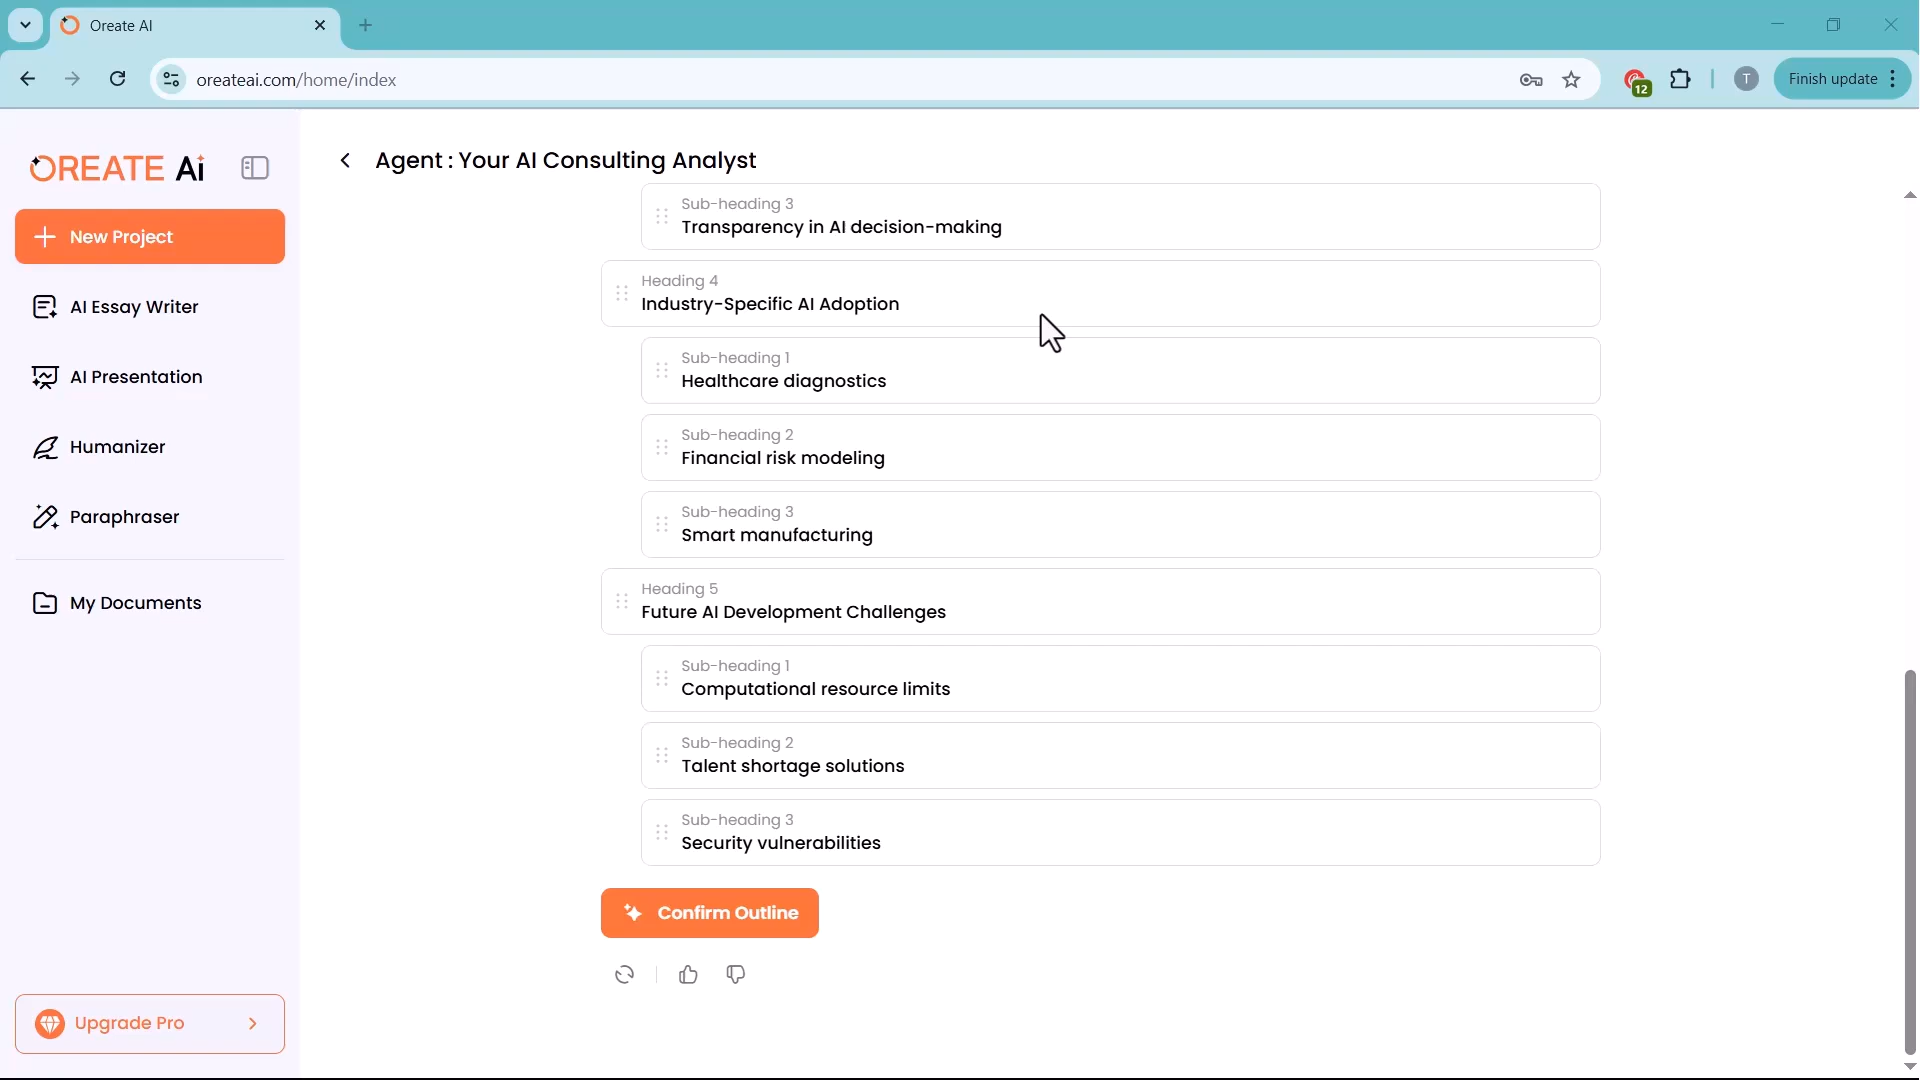 Oreate AI
oreateai.com/home/index
12
T
Finish update
OREATE Ai
New Project
AI Essay Writer
AI Presentation
Humanizer
Paraphraser
My Documents
Upgrade Pro
Agent : Your AI Consulting Analyst
Sub-heading 3
Transparency in AI decision-making
Heading 4
Industry-Specific AI Adoption
Sub-heading 1
Healthcare diagnostics
Sub-heading 2
Financial risk modeling
Sub-heading 3
Smart manufacturing
Heading 5
Future AI Development Challenges
Sub-heading 1
Computational resource limits
Sub-heading 2
Talent shortage solutions
Sub-heading 3
Security vulnerabilities
Confirm Outline